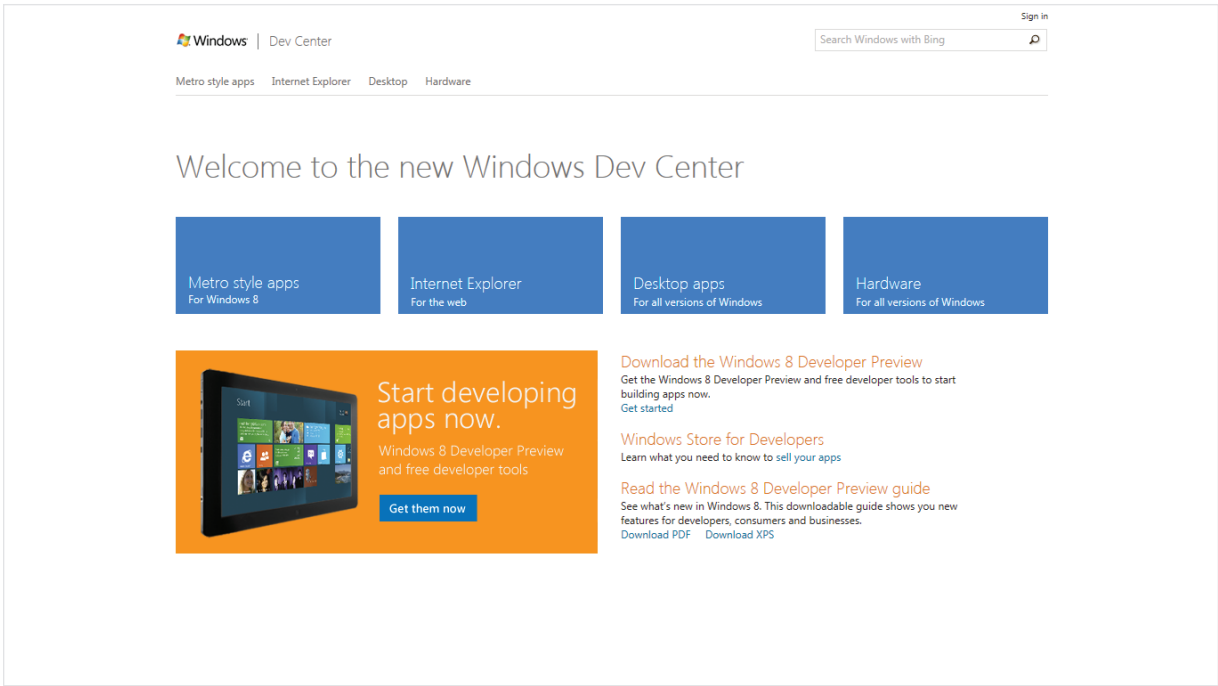 Sign in
Windows | Dev Center
Search Windows with Bing
Metro style apps Internet Explorer Desktop Hardware
Welcome to the new Windows Dev Center
Metro style apps
For Windows 8
Internet Explorer
For the web
Desktop apps
For all versions of Windows
Hardware
For all versions of Windows
Start
Start developing
apps now.
Windows 8 Developer Preview
and free developer tools
Get them now
Download the Windows 8 Developer Preview
Get the Windows 8 Developer Preview and free developer tools to start
building apps now.
Get started
Windows Store for Developers
Learn what you need to know to sell your apps
Read the Windows 8 Developer Preview guide
See what's new in Windows 8. This downloadable guide shows you new
features for developers, consumers and businesses.
Download PDF Download XPS